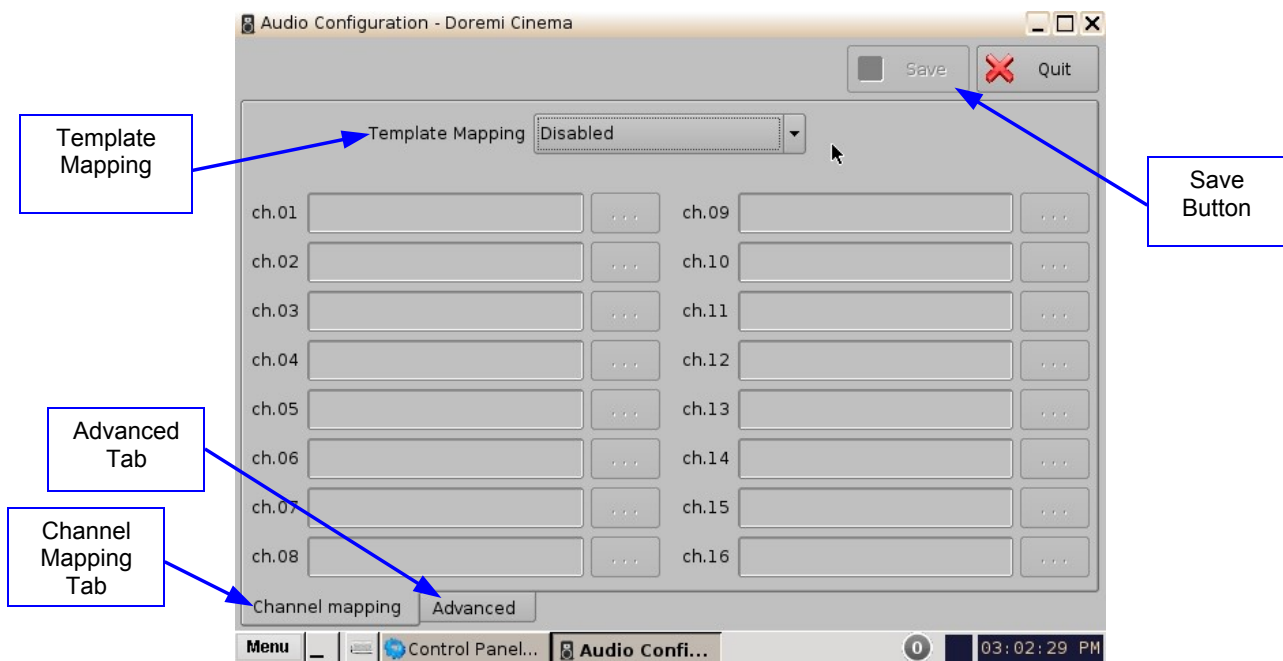 Audio Configuration - Doremi Cinema
Save
Quit
Template Mapping
Template Mapping
Disabled
Save Button
ch.01
...
ch.09
...
ch.02
...
ch.10
...
ch.03
...
ch.11
...
ch.04
...
ch.12
...
ch.05
...
ch.13
...
Advanced Tab
ch.06
...
ch.14
...
ch.07
...
ch.15
...
Channel Mapping Tab
ch.08
...
ch.16
...
Channel mapping
Advanced
Menu
_
Control Panel...
Audio Confi...
0
03:02:29 PM